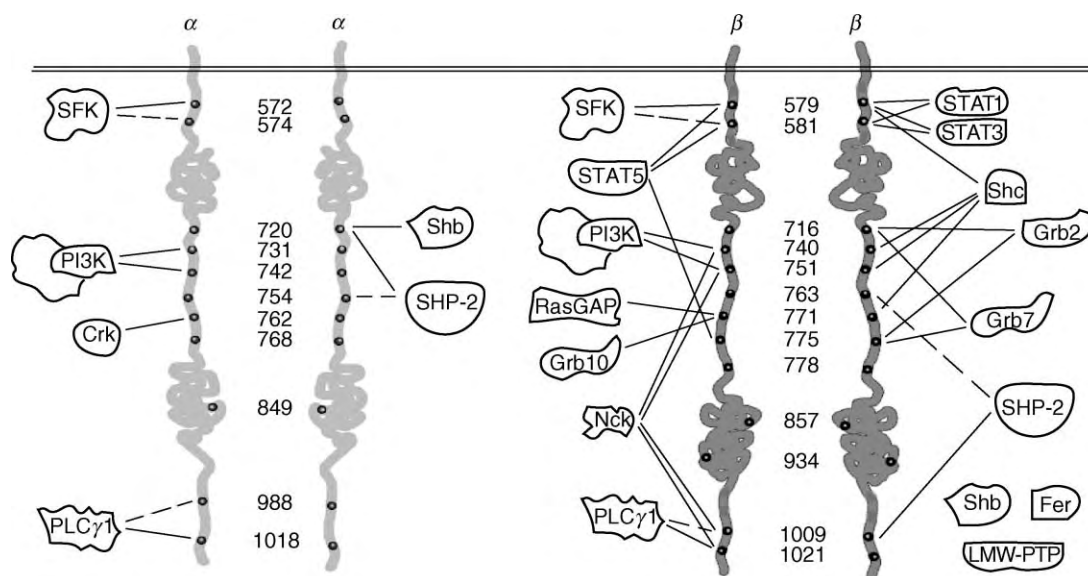 α α β β
SFK 572 SFK 579 STAT1
574 581 STAT3
STAT5 Shc
720 Shb 716 Grb2
PI3K 731 PI3K 740
742 751
754 SHP-2 RasGAP 763
Crk 762 771 Grb7
768 Grb10 775
778
849 Nck 857 SHP-2
934
988 Shb Fer
PLCγ1 PLCγ1 1009
1018 1021 LMW-PTP